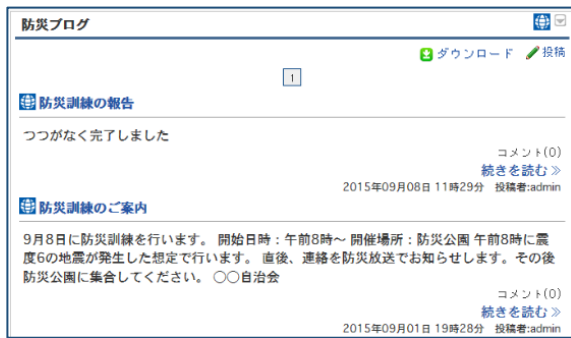 防災ブログ
ダウンロード 投稿
1
防災訓練の報告
つつがなく完了しました
コメント(0)
続きを読む≫
2015年09月08日 11時29分 投稿者:admin
防災訓練のご案内
9月8日に防災訓練を行います。 開始日時：午前8時～ 開催場所：防災公園 午前8時に震
度6の地震が発生した想定で行います。 直後、連絡を防災放送でお知らせします。その後
防災公園に集合してください。 〇〇自治会
コメント(0)
続きを読む≫
2015年09月01日 19時28分 投稿者:admin